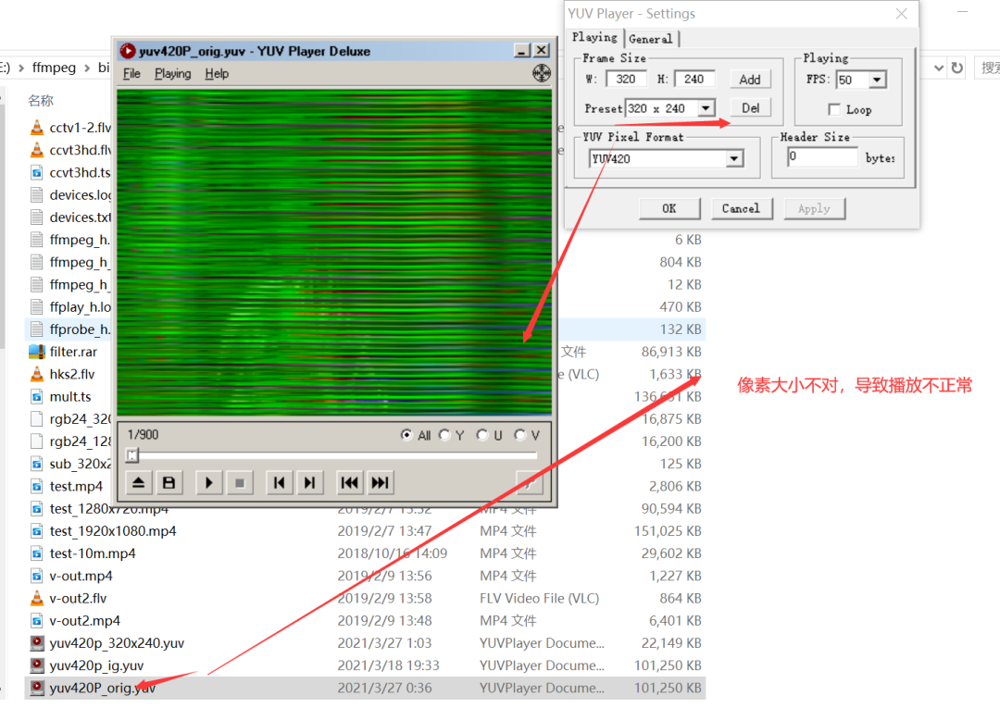 YUV Player - Settings
Playing
General
Frame Size
W: 320 H: 240 Add
Preset 320 x 240 Del
Playing
FPS: 50
Loop
YUV Pixel Format
YUV420
Header Size
0 bytes
OK Cancel Apply
yuv420P_orig.yuv - YUV Player Deluxe
File Playing Help
1/900
All Y U V
:) > ffmpeg > bi
搜索
名称
cctv1-2.flv
ccvt3hd.flv
ccvt3hd.ts
devices.log
devices.txt
ffmpeg_h. 6 KB
ffmpeg_h 804 KB
ffmpeg_h_ 12 KB
ffplay_h.lo 470 KB
ffprobe_h. 132 KB
filter.rar 文件 86,913 KB
hks2.flv e (VLC) 1,633 KB
mult.ts
rgb24_320 16,875 KB
rgb24_128 16,200 KB
sub_320x2 125 KB
test.mp4 2,806 KB
test_1280x720.mp4 2019/2/7 13:32 MP4 文件 90,594 KB
test_1920x1080.mp4 2019/2/7 13:47 MP4 文件 151,025 KB
test-10m.mp4 2018/10/16 14:09 MP4 文件 29,602 KB
v-out.mp4 2019/2/9 13:56 MP4 文件 1,227 KB
v-out2.flv 2019/2/9 13:58 FLV Video File (VLC) 864 KB
v-out2.mp4 2019/2/9 13:48 MP4 文件 6,401 KB
yuv420p_320x240.yuv 2021/3/27 1:03 YUVPlayer Docume... 22,149 KB
yuv420p_ig.yuv 2021/3/18 19:33 YUVPlayer Docume... 101,250 KB
yuv420P_orig.yuv 2021/3/27 0:36 YUVPlayer Docume... 101,250 KB
像素大小不对，导致播放不正常